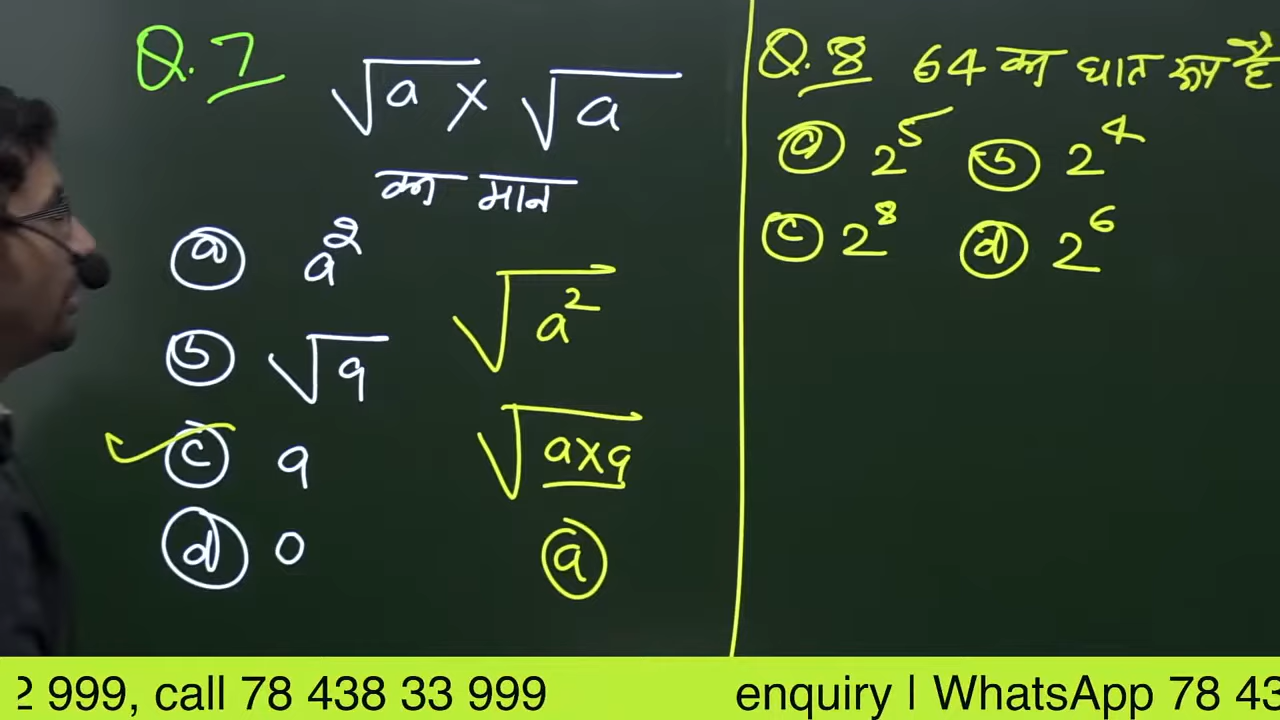 Q. 7
√a × √a
का मान
(a) a²
(b) √a
(c) a
(d) 0
√a²
√a×a
(a)
Q. 8 64 का घात रूप है
(a) 2⁵ (b) 2⁴
(c) 2⁸ (d) 2⁶
2 999, call 78 438 33 999 enquiry | WhatsApp 78 43